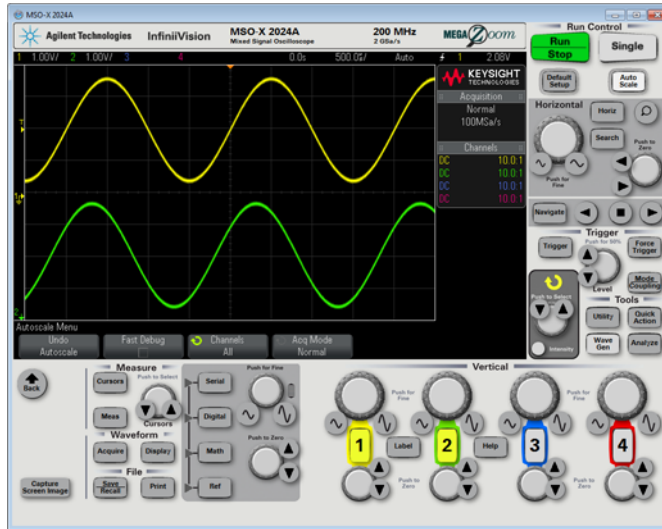 MSO-X 2024A
Agilent Technologies InfiniiVision MSO-X 2024A Mixed Signal Oscilloscope 200 MHz 2 GSa/s MEGA Zoom
Run Control
Run Stop
Single
Default Setup
Auto Scale
1 1.00V/ 2 1.00V/ 3 4 0.0s 500.0 Auto 1 2.08V
KEYSIGHT TECHNOLOGIES
Acquisition
Normal
100MSa/s
Channels
DC 10.0:1
DC 10.0:1
DC 10.0:1
DC 10.0:1
Horizontal
Horiz
Search
Push to Zero
Push for Fine
Navigate
Trigger
Trigger
Push for 50%
Force Trigger
Level
Mode Coupling
Push to Select
Intensity
Tools
Utility
Quick Action
Wave Gen
Analyze
Autoscale Menu
Undo Autoscale
Fast Debug
Channels All
Acq Mode Normal
Back
Measure
Cursors
Push to Select
Meas
Cursors
Waveform
Acquire
Display
File
Save Recall
Print
Capture Screen Image
Serial
Digital
Math
Ref
Push for Fine
Push to Zero
Vertical
Push for Fine
Push for Fine
1
Label
2
Help
3
4
Push to Zero
Push to Zero